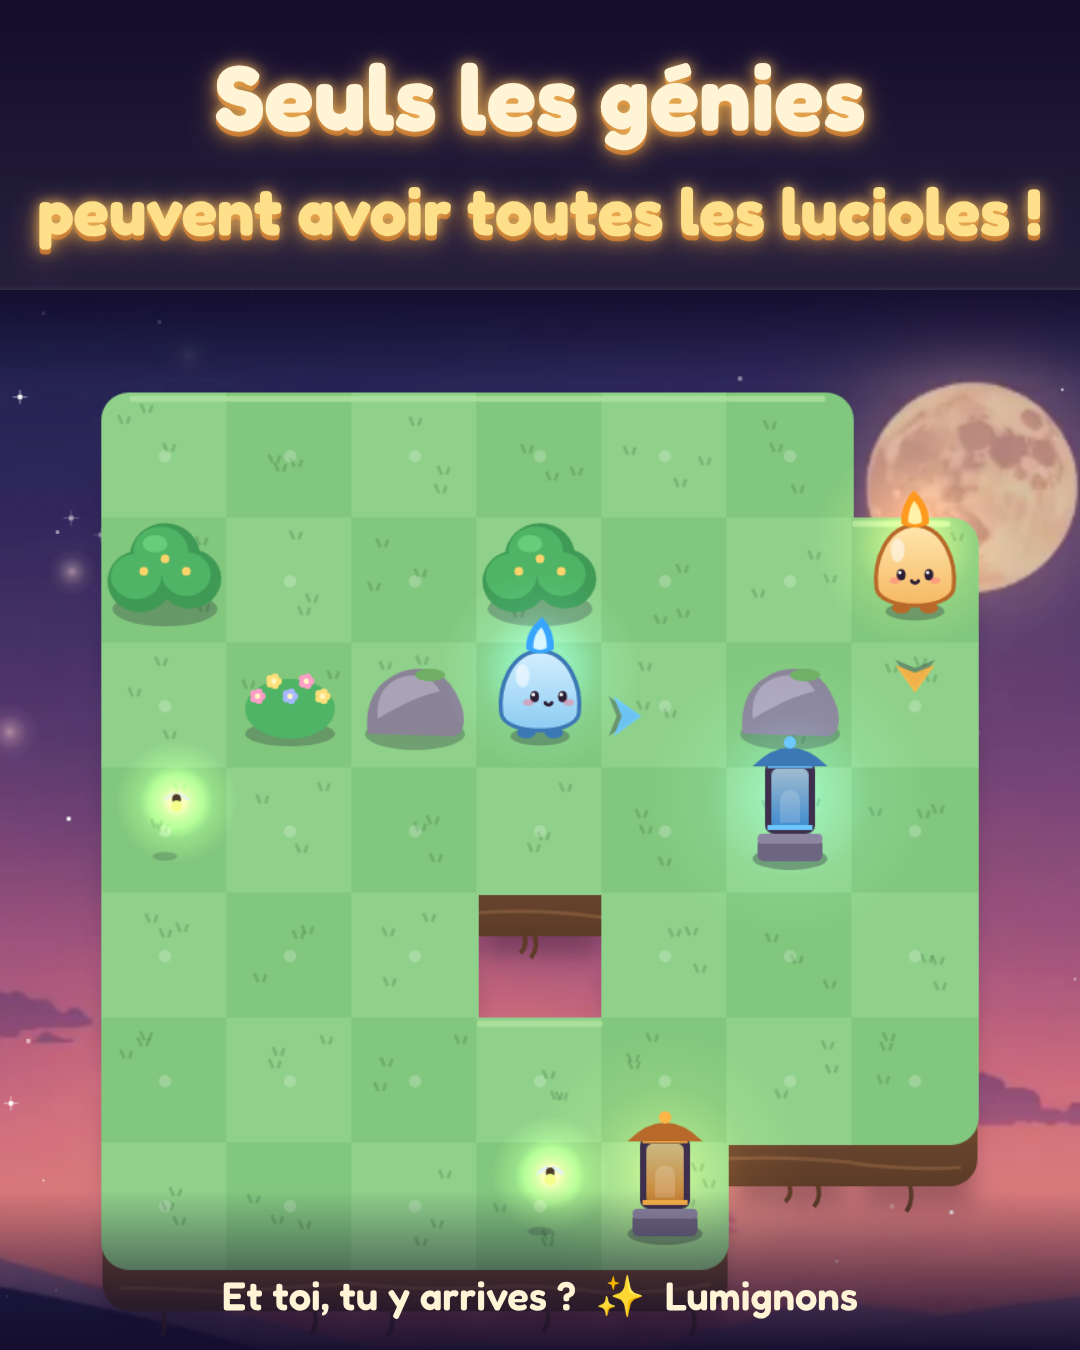 Seuls les génies
peuvent avoir toutes les lucioles !
Et toi, tu y arrives ? ✨ Lumignons